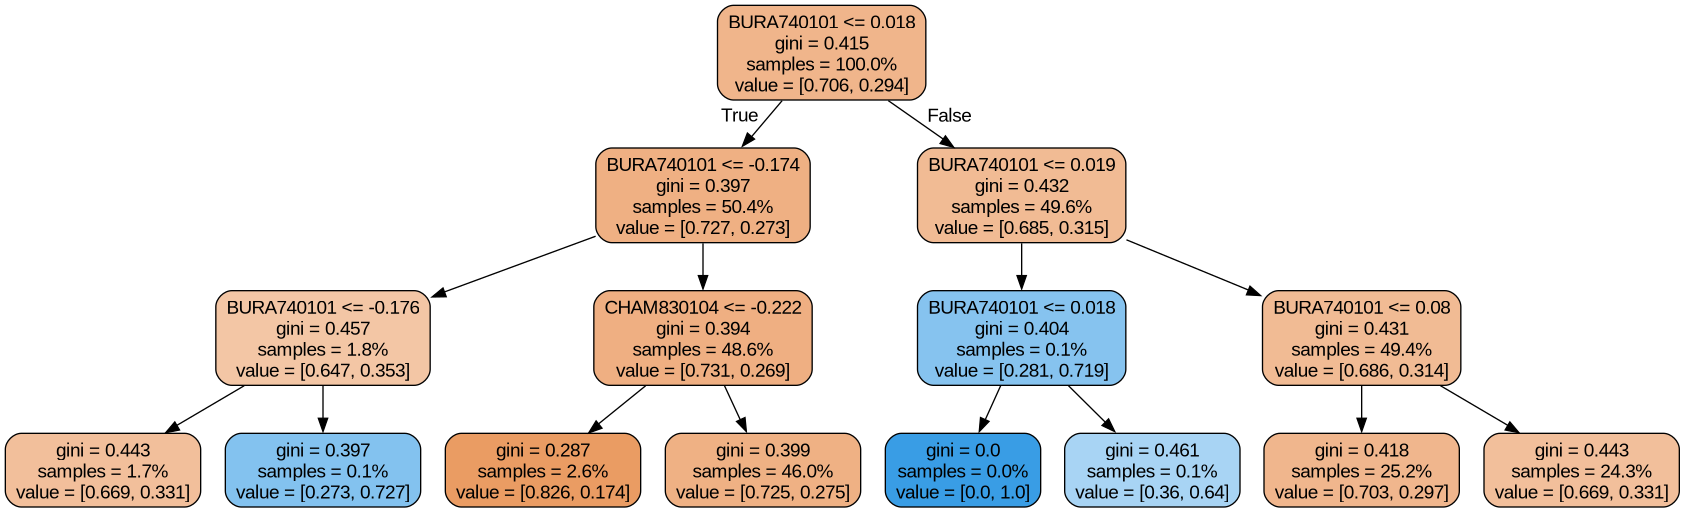 BURA740101 <= 0.018
gini = 0.415
samples = 100.0%
value = [0.706, 0.294]
True
False
BURA740101 <= -0.174
gini = 0.397
samples = 50.4%
value = [0.727, 0.273]
BURA740101 <= 0.019
gini = 0.432
samples = 49.6%
value = [0.685, 0.315]
BURA740101 <= -0.176
gini = 0.457
samples = 1.8%
value = [0.647, 0.353]
CHAM830104 <= -0.222
gini = 0.394
samples = 48.6%
value = [0.731, 0.269]
BURA740101 <= 0.018
gini = 0.404
samples = 0.1%
value = [0.281, 0.719]
BURA740101 <= 0.08
gini = 0.431
samples = 49.4%
value = [0.686, 0.314]
gini = 0.443
samples = 1.7%
value = [0.669, 0.331]
gini = 0.397
samples = 0.1%
value = [0.273, 0.727]
gini = 0.287
samples = 2.6%
value = [0.826, 0.174]
gini = 0.399
samples = 46.0%
value = [0.725, 0.275]
gini = 0.0
samples = 0.0%
value = [0.0, 1.0]
gini = 0.461
samples = 0.1%
value = [0.36, 0.64]
gini = 0.418
samples = 25.2%
value = [0.703, 0.297]
gini = 0.443
samples = 24.3%
value = [0.669, 0.331]